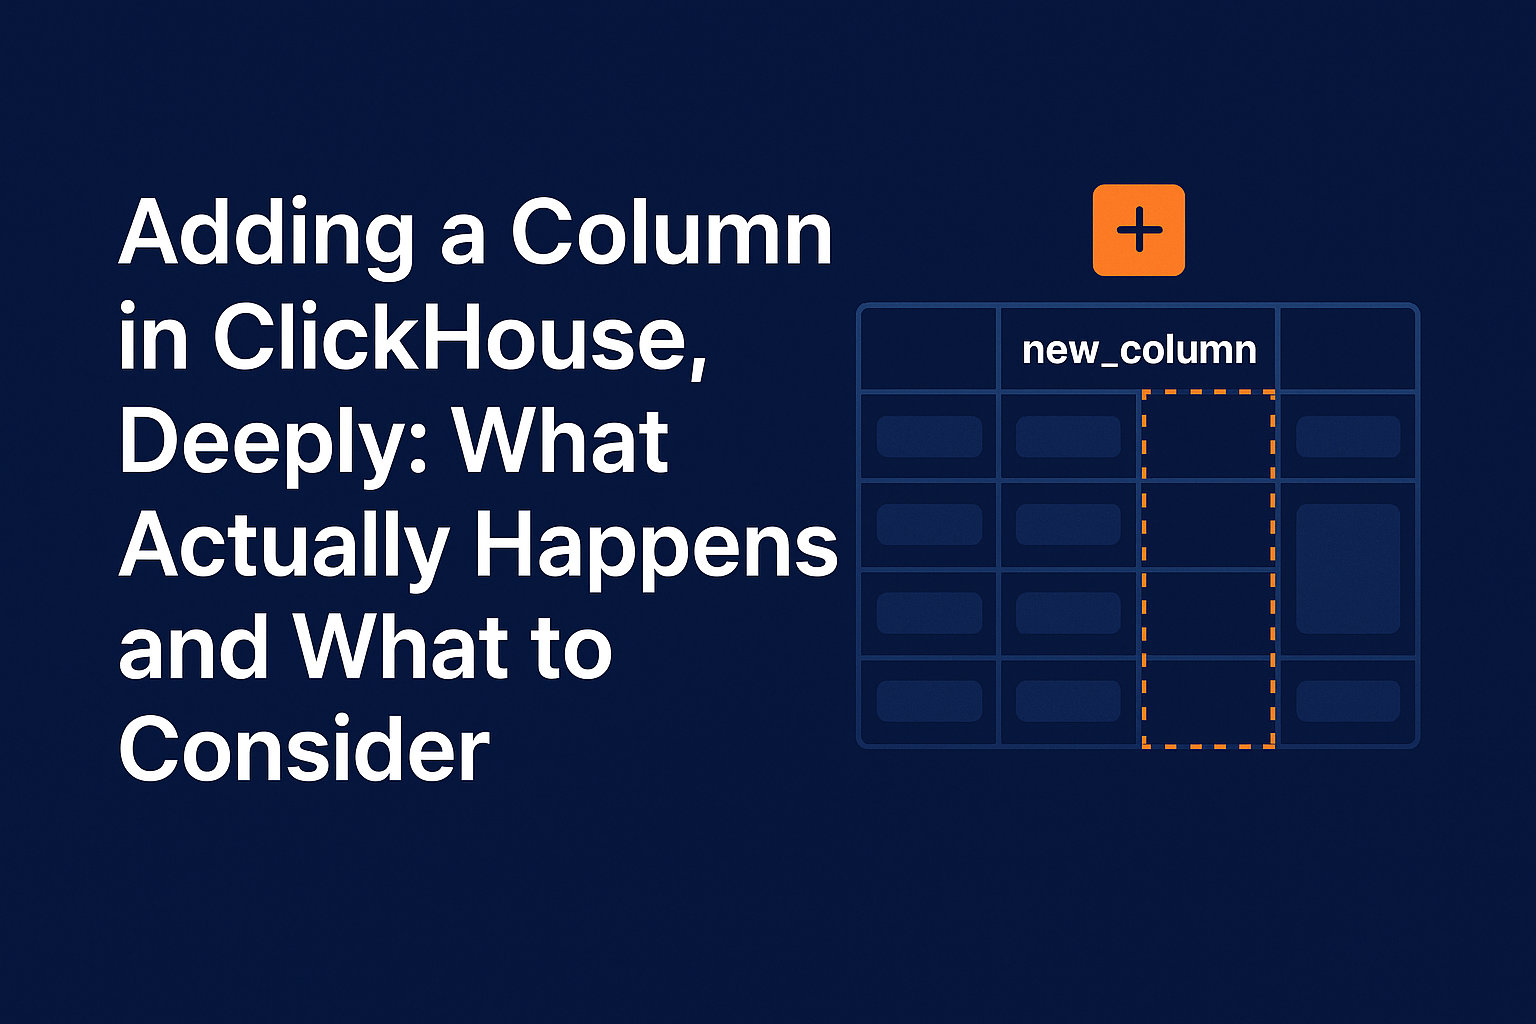 Adding a Column
in ClickHouse,
Deeply: What
Actually Happens
and What to
Consider
new_column